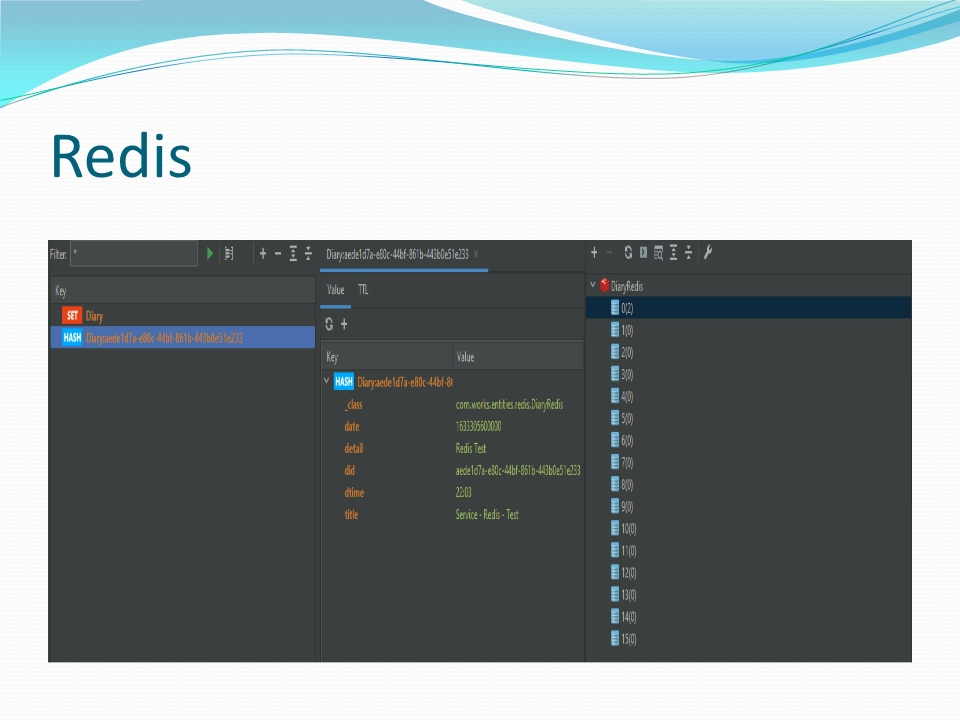 Redis
Filter: *
Key
SET Diary
HASH Diary:aede1d7a-e80c-44bf-861b-443b0e51e233
Diary:aede1d7a-e80c-44bf-861b-443b0e51e233 x
Value TTL
Key Value
HASH Diary:aede1d7a-e80c-44bf-86
_class com.works.entities.redis.DiaryRedis
date 1633305600000
detail Redis Test
did aede1d7a-e80c-44bf-861b-443b0e51e233
dtime 22:03
title Service - Redis - Test
DiaryRedis
0(2)
1(0)
2(0)
3(0)
4(0)
5(0)
6(0)
7(0)
8(0)
9(0)
10(0)
11(0)
12(0)
13(0)
14(0)
15(0)